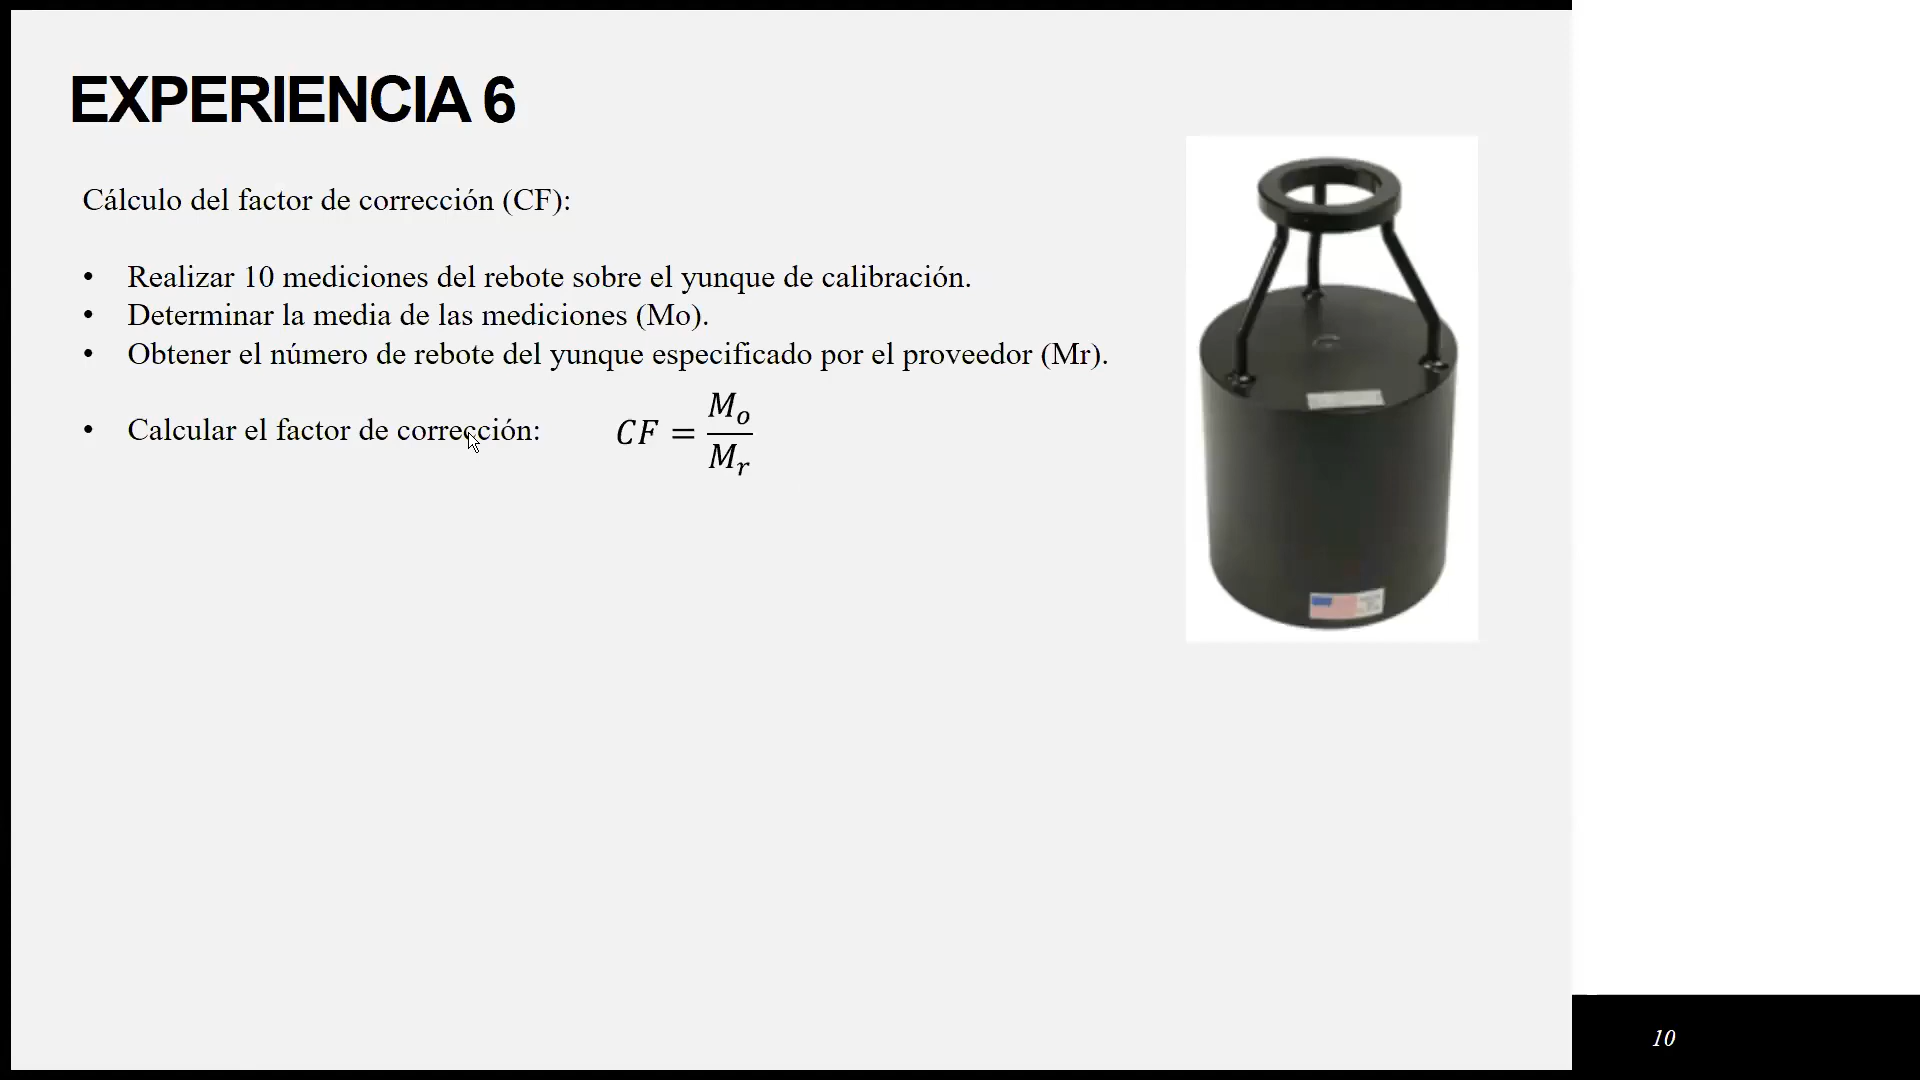 EXPERIENCIA 6
Cálculo del factor de corrección (CF):
• Realizar 10 mediciones del rebote sobre el yunque de calibración.
• Determinar la media de las mediciones (Mo).
• Obtener el número de rebote del yunque especificado por el proveedor (Mr).
• Calcular el factor de corrección: CF = Mo / Mr
10